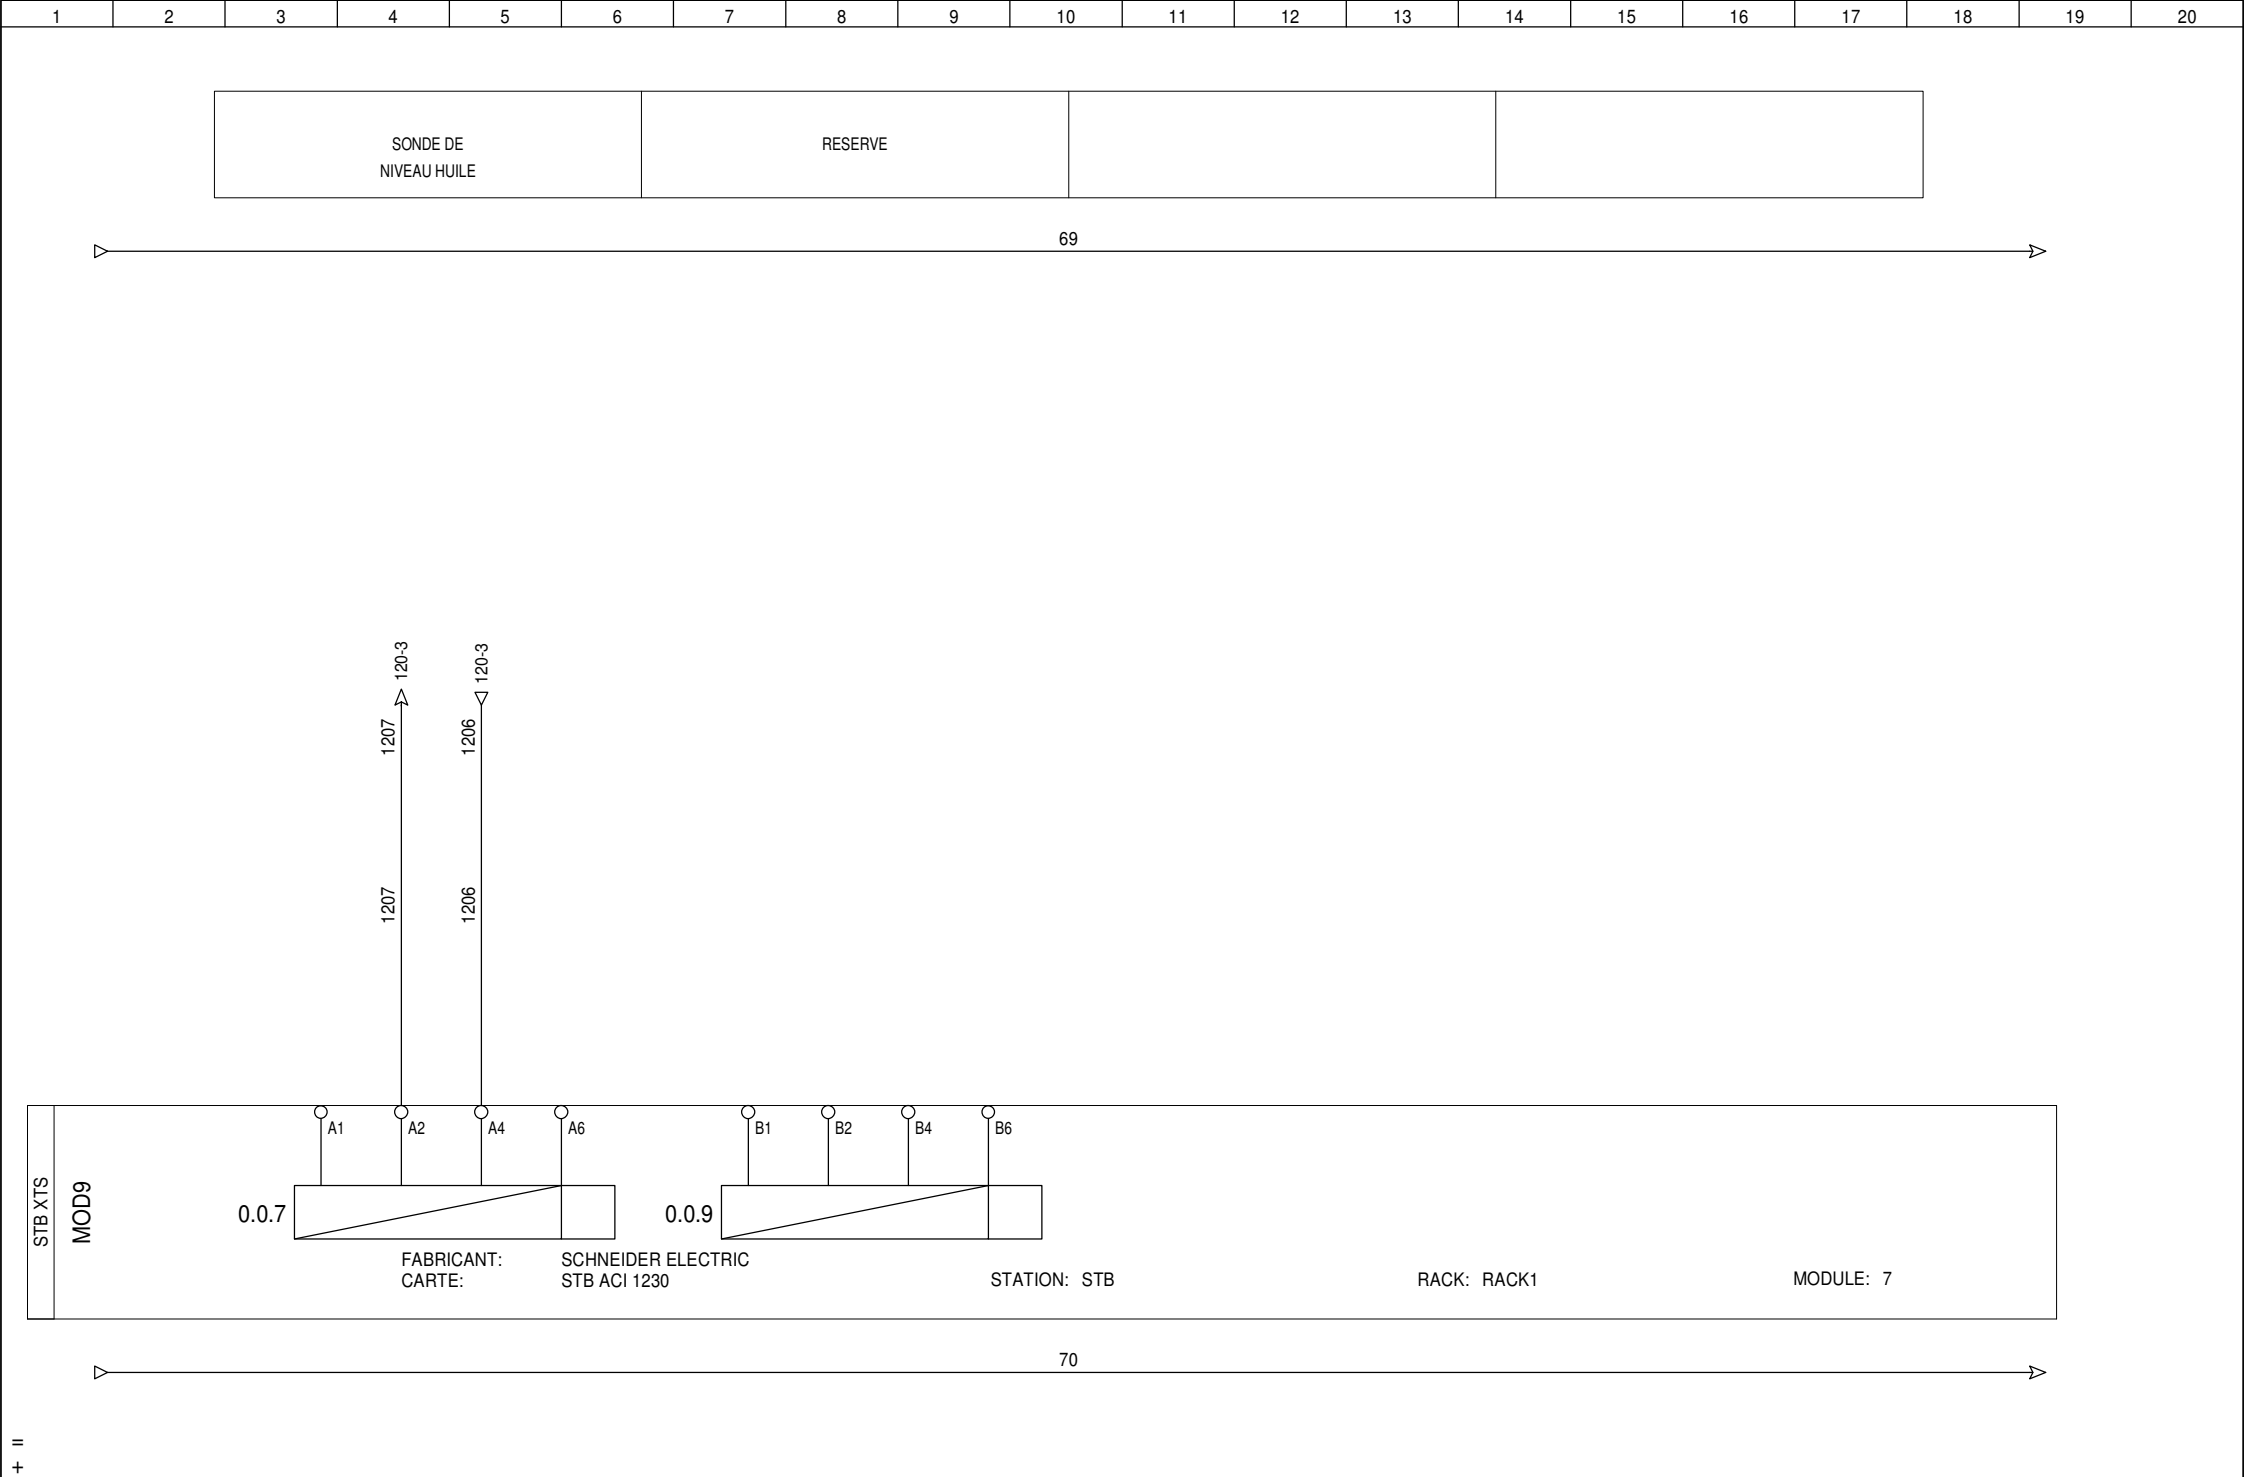 1 2 3 4 5 6 7 8 9 10 11 12 13 14 15 16 17 18 19 20
SONDE DE
NIVEAU HUILE
RESERVE
69
120-3 120-3
1207 1206
1207 1206
A1 A2 A4 A6 B1 B2 B4 B6
STB XTS
MOD9
0.0.7 0.0.9
FABRICANT: SCHNEIDER ELECTRIC
CARTE: STB ACI 1230 STATION: STB RACK: RACK1 MODULE: 7
70
=
+